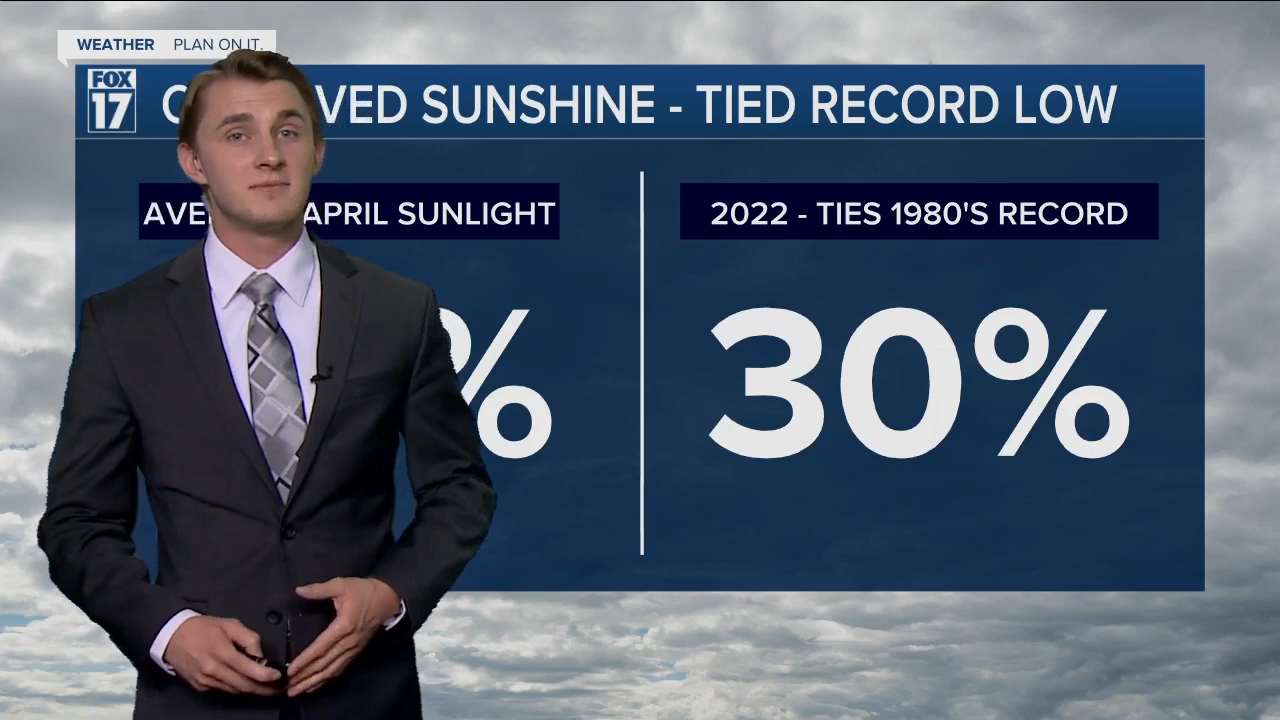 WEATHER PLAN ON IT.
FOX
17
VED SUNSHINE - TIED RECORD LOW
APRIL SUNLIGHT
2022 - TIES 1980'S RECORD
%
30%